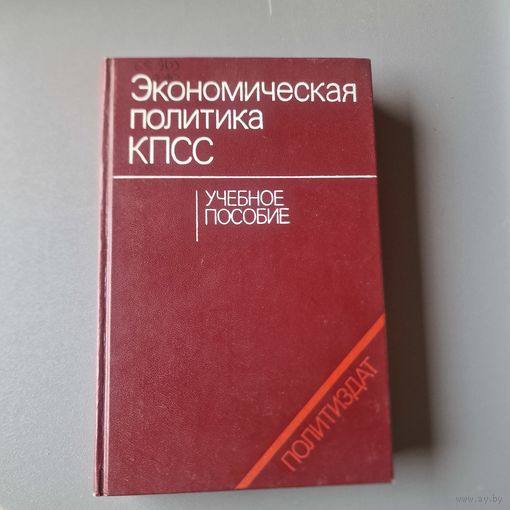 Экономическая
политика
КПСС
УЧЕБНОЕ
ПОСОБИЕ
ПОЛИТИЗДАТ
www.ay.by